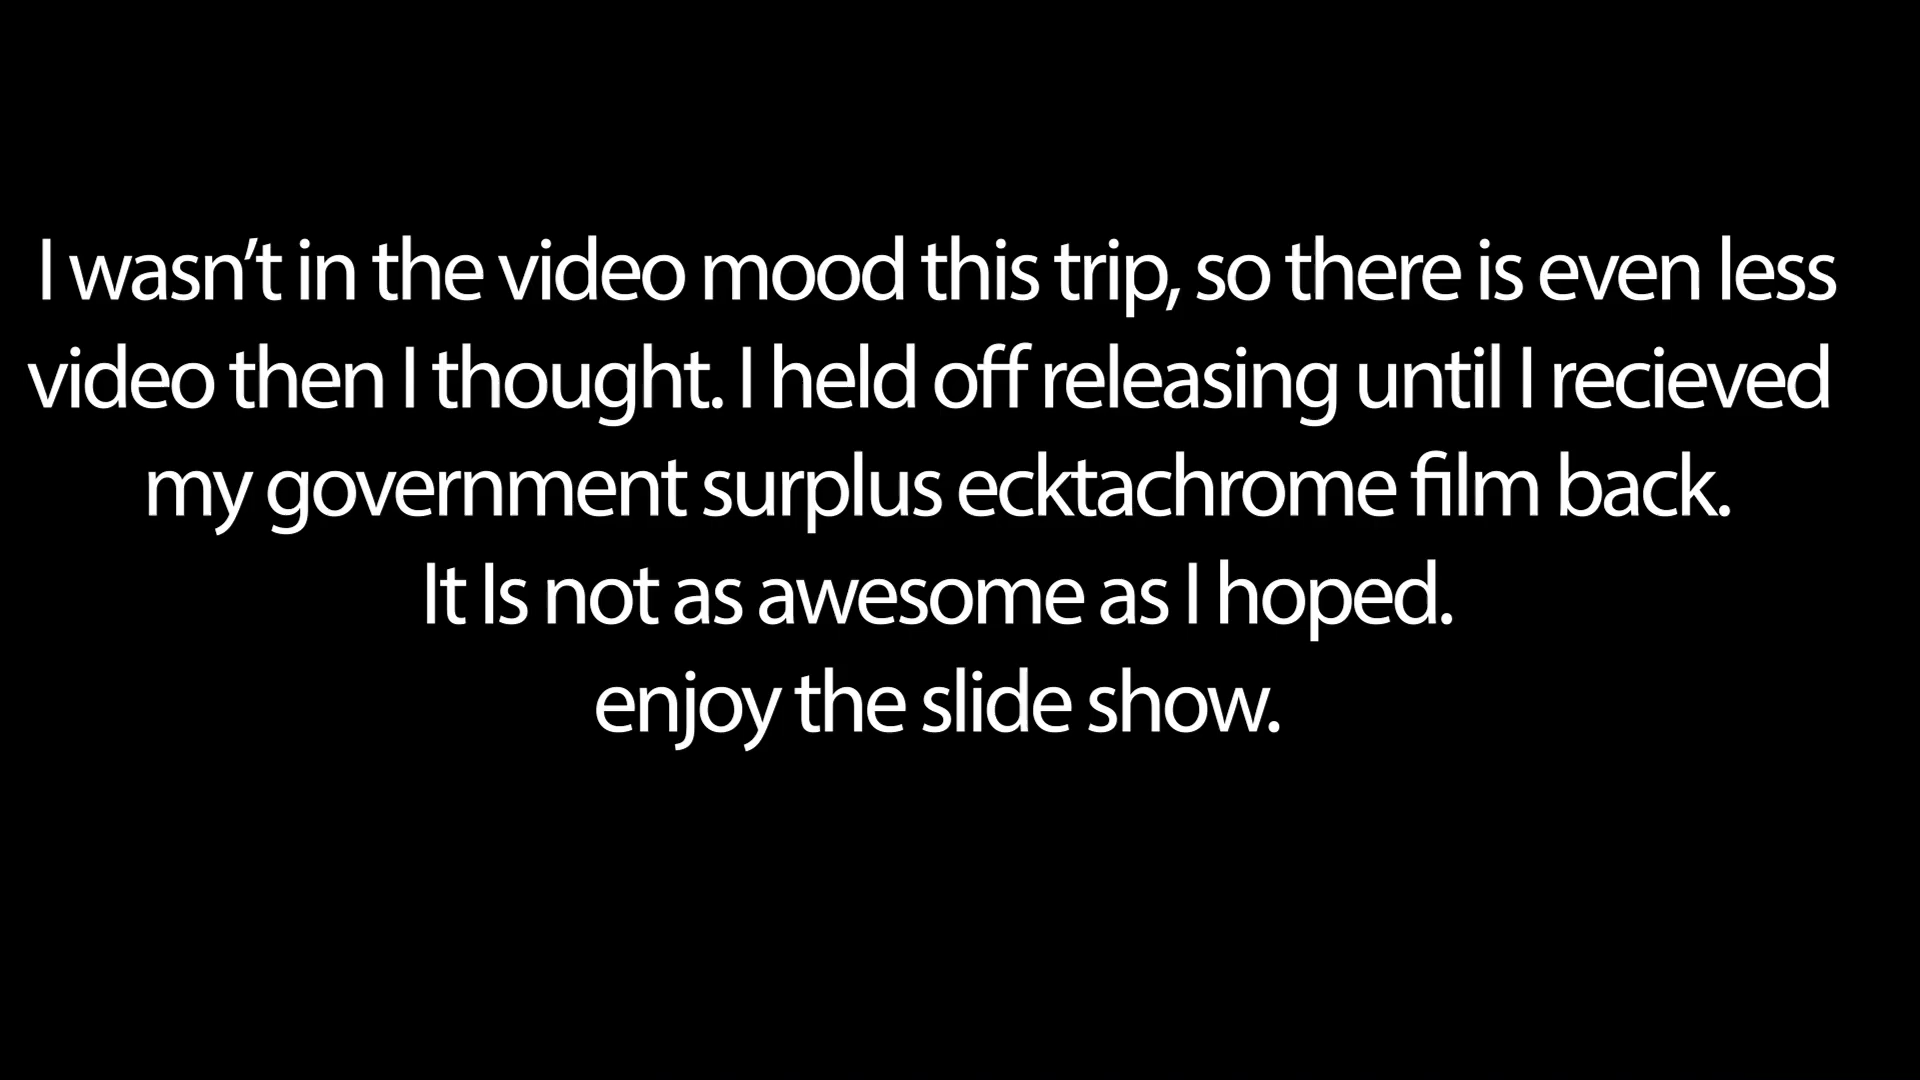 I wasn’t in the video mood this trip, so there is even less
video then I thought. I held off releasing until I recieved
my government surplus ecktachrome film back.
It Is not as awesome as I hoped.
enjoy the slide show.